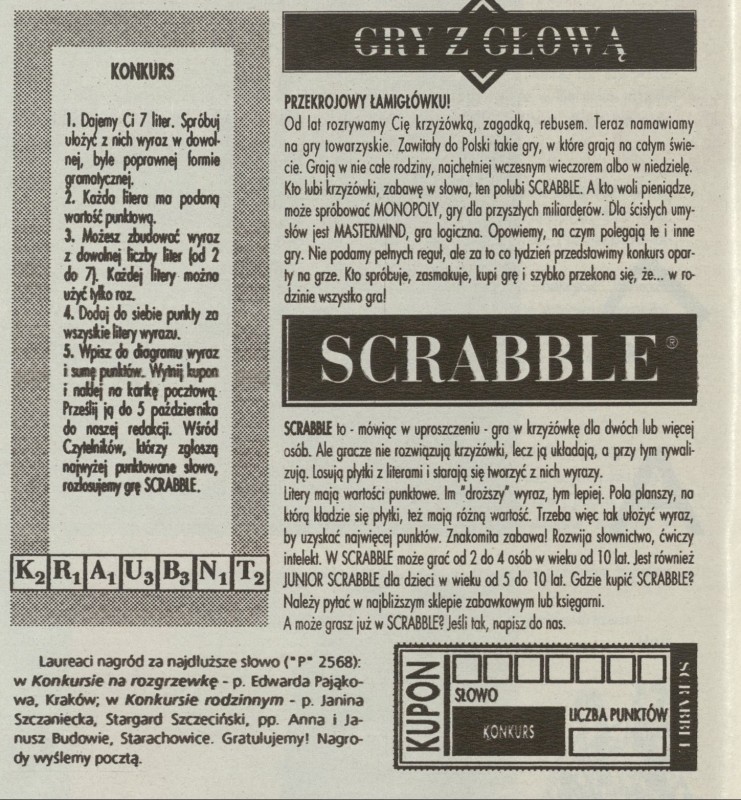 KONKURS
1. Dajemy Ci 7 liter. Spróbuj
ułożyć z nich wyraz w dowol-
nej, byle poprawnej formie
gramatycznej.
2. Każda litera ma podaną
wartość punktową.
3. Możesz zbudować wyraz
z dowolnej liczby liter (od 2
do 7). Każdej litery można
użyć tylko raz.
4. Dodaj do siebie punkty za
wszystkie litery wyrazu.
5. Wpisz do diagramu wyraz
i sumę punktów. Wytnij kupon
i naklej na kartkę pocztową.
Prześlij ją do 5 października
do naszej redakcji. Wśród
Czytelników, którzy zgłoszą
najwyżej punktowane słowo,
rozlosujemy grę SCRABBLE.
K2 R1 A1 U3 B3 N1 T2
Laureaci nagród za najdłuższe słowo ("P" 2568):
w Konkursie na rozgrzewkę - p. Edwarda Pająko-
wa, Kraków; w Konkursie rodzinnym - p. Janina
Szczaniecka, Stargard Szczeciński, pp. Anna i Ja-
nusz Budowie, Starachowice. Gratulujemy! Nagro-
dy wyślemy pocztą.
GRY Z GŁOWĄ
PRZEKROJOWY ŁAMIGŁÓWKU!
Od lat rozrywamy Cię krzyżówką, zagadką, rebusem. Teraz namawiamy
na gry towarzyskie. Zawitały do Polski takie gry, w które grają na całym świe-
cie. Grają w nie całe rodziny, najchętniej wczesnym wieczorem albo w niedzielę.
Kto lubi krzyżówki, zabawę w słowa, ten polubi SCRABBLE. A kto woli pieniądze,
może spróbować MONOPOLY, gry dla przyszłych miliarderów. Dla ścisłych umy-
słów jest MASTERMIND, gra logiczna. Opowiemy, na czym polegają te i inne
gry. Nie podamy pełnych reguł, ale za to co tydzień przedstawimy konkurs opar-
ty na grze. Kto spróbuje, zasmakuje, kupi grę i szybko przekona się, że... w ro-
dzinie wszystko gra!
SCRABBLE®
SCRABBLE to - mówiąc w uproszczeniu - gra w krzyżówkę dla dwóch lub więcej
osób. Ale gracze nie rozwiązują krzyżówki, lecz ją układają, a przy tym rywali-
zują. Losują płytki z literami i starają się tworzyć z nich wyrazy.
Litery mają wartości punktowe. Im "droższy" wyraz, tym lepiej. Pola planszy, na
którą kładzie się płytki, też mają różną wartość. Trzeba więc tak ułożyć wyraz,
by uzyskać najwięcej punktów. Znakomita zabawa! Rozwija słownictwo, ćwiczy
intelekt. W SCRABBLE może grać od 2 do 4 osób w wieku od 10 lat. Jest również
JUNIOR SCRABBLE dla dzieci w wieku od 5 do 10 lat. Gdzie kupić SCRABBLE?
Należy pytać w najbliższym sklepie zabawkowym lub księgarni.
A może grasz już w SCRABBLE? Jeśli tak, napisz do nas.
KUPON
SŁOWO
KONKURS
LICZBA PUNKTÓW
SCRABBLE